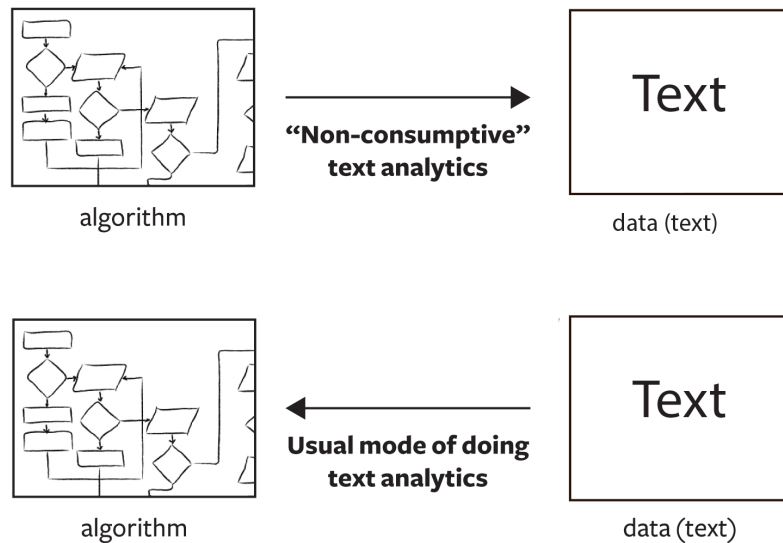 Text
“Non-consumptive”
text analytics
algorithm
data (text)
Text
Usual mode of doing
text analytics
algorithm
data (text)